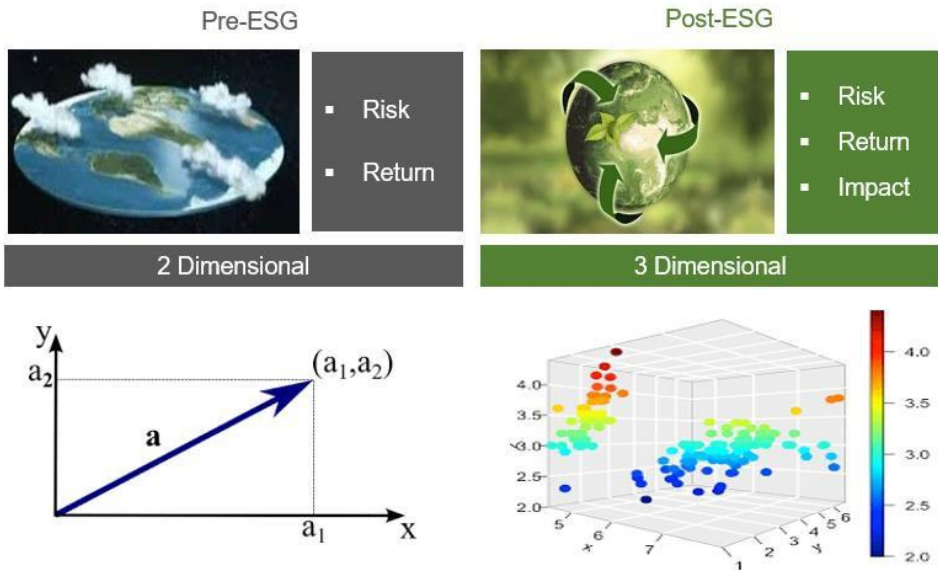 Pre-ESG
Post-ESG
▪ Risk
▪ Return
▪ Risk
▪ Return
▪ Impact
2 Dimensional
3 Dimensional
y
a₂
(a₁,a₂)
a
a₁
x
4.0
3.5
3.0
2.5
2.0
5
6
7
x
1
2
3
4
5
6
y
4.0
3.5
3.0
2.5
2.0